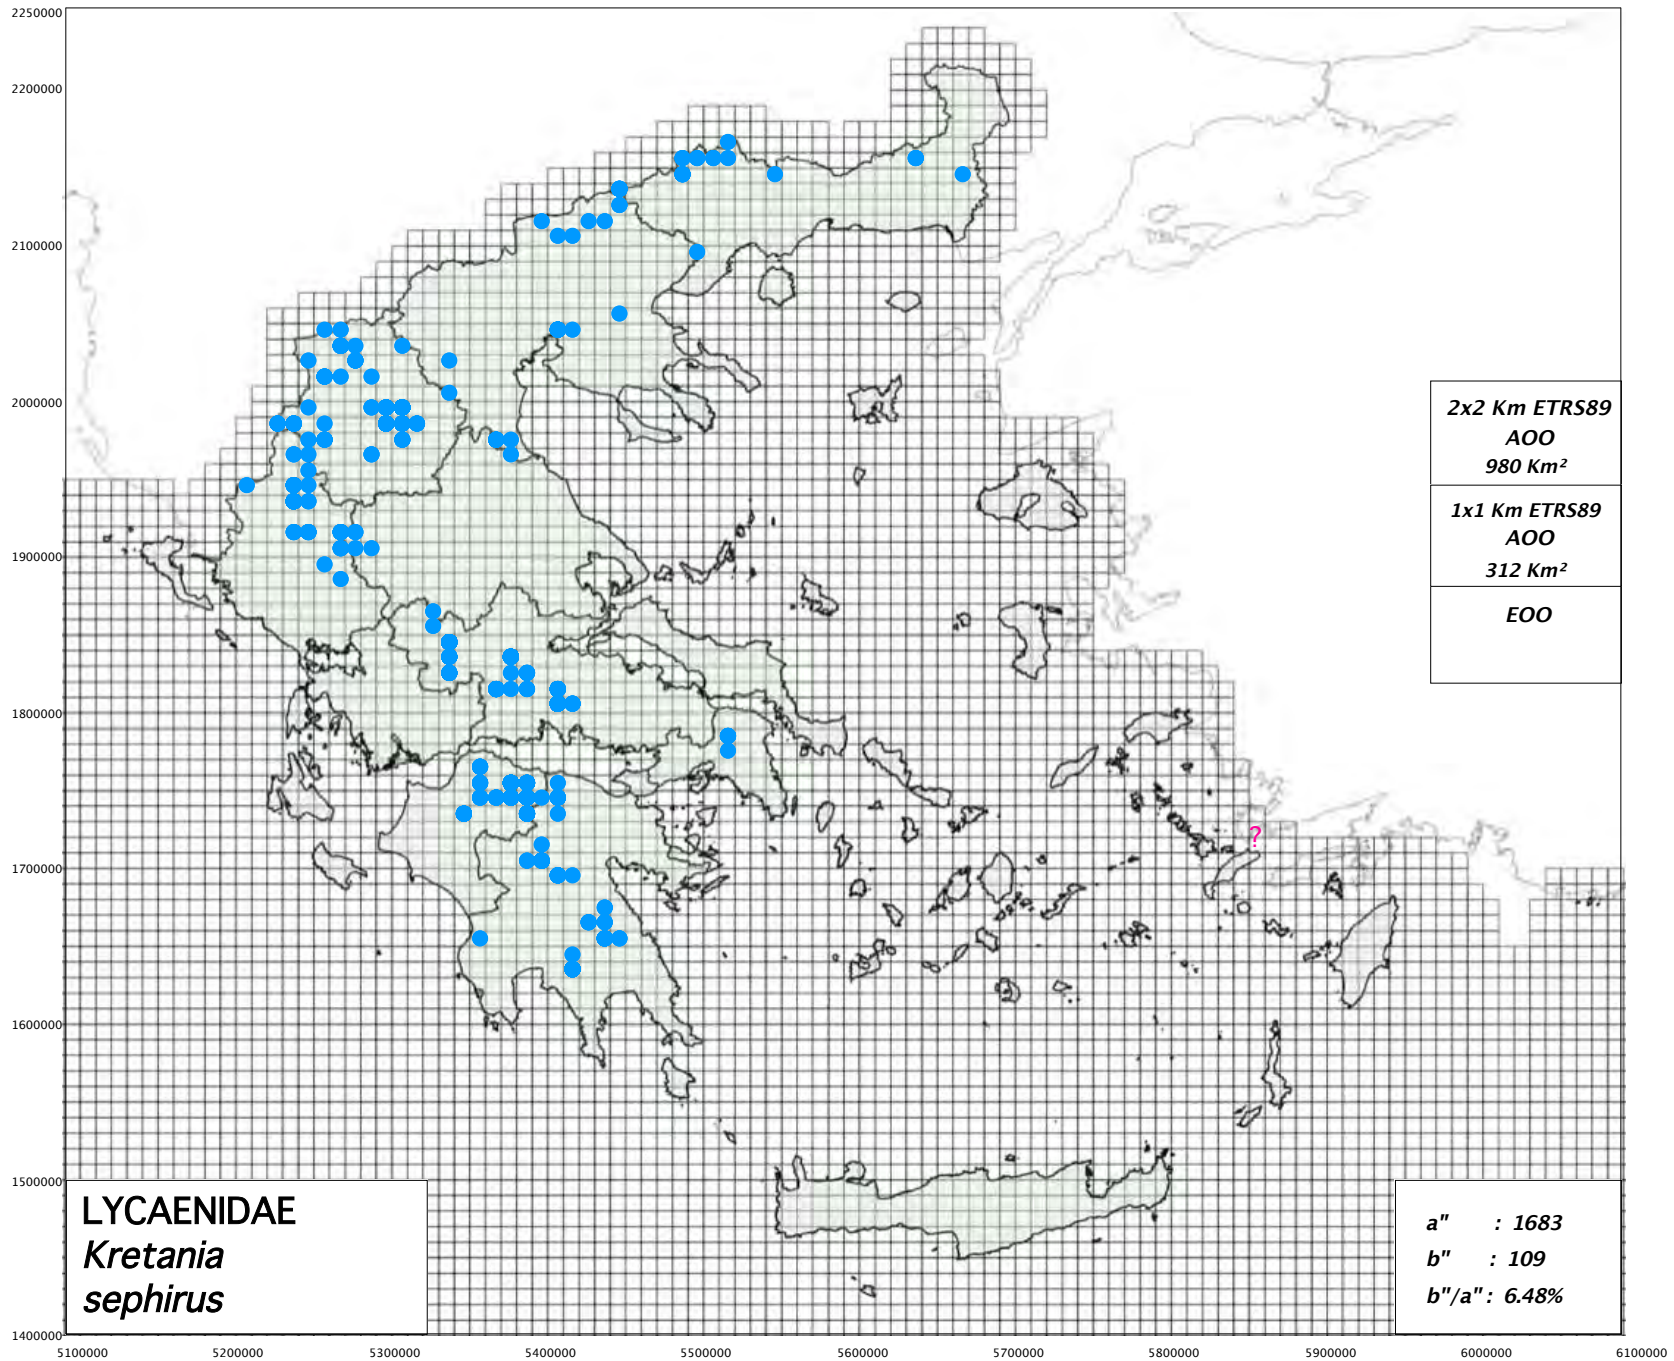 2250000
2200000
2100000
2000000
1900000
1800000
1700000
1600000
1500000
1400000
2x2 Km ETRS89
AOO
980 Km²
1x1 Km ETRS89
AOO
312 Km²
EOO
?
LYCAENIDAE
Kretania
sephirus
a" : 1683
b" : 109
b"/a" : 6.48%
5100000 5200000 5300000 5400000 5500000 5600000 5700000 5800000 5900000 6000000 6100000